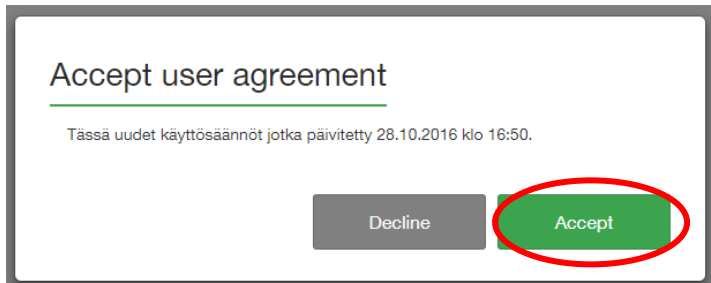 Accept user agreement
Tässä uudet käyttösäännöt jotka päivitetty 28.10.2016 klo 16:50.
Decline
Accept